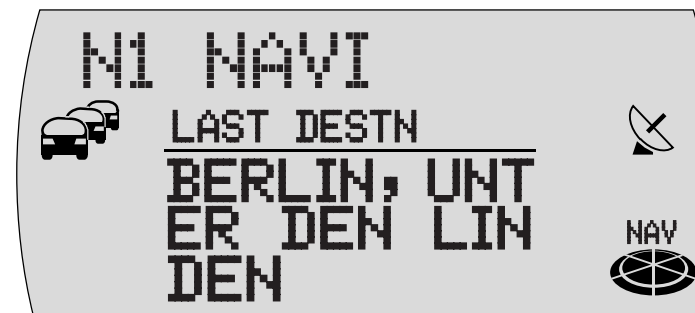 N1 NAVI
LAST DESTN
BERLIN, UNT
ER DEN LIN
DEN
NAV